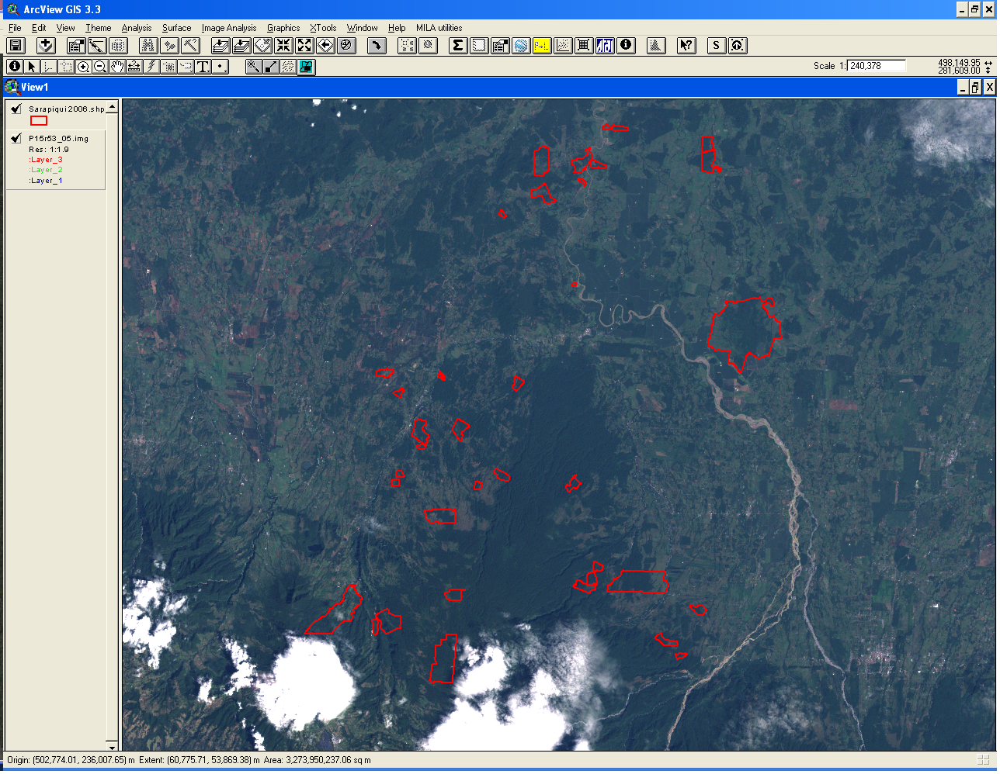 ArcView GIS 3.3
File Edit View Theme Analysis Surface Image Analysis Graphics XTools Window Help MILA utilities
Σ S
T
Scale 1: 240,378
498,149.95
281,609.00
View1
Sarapiqui2006.shp
P15r53_05.img
Res: 1:1.9
:Layer_3
:Layer_2
:Layer_1
Origin: (502,774.01, 236,007.65) m Extent: (60,775.71, 53,869.38) m Area: 3,273,950,237.06 sq m